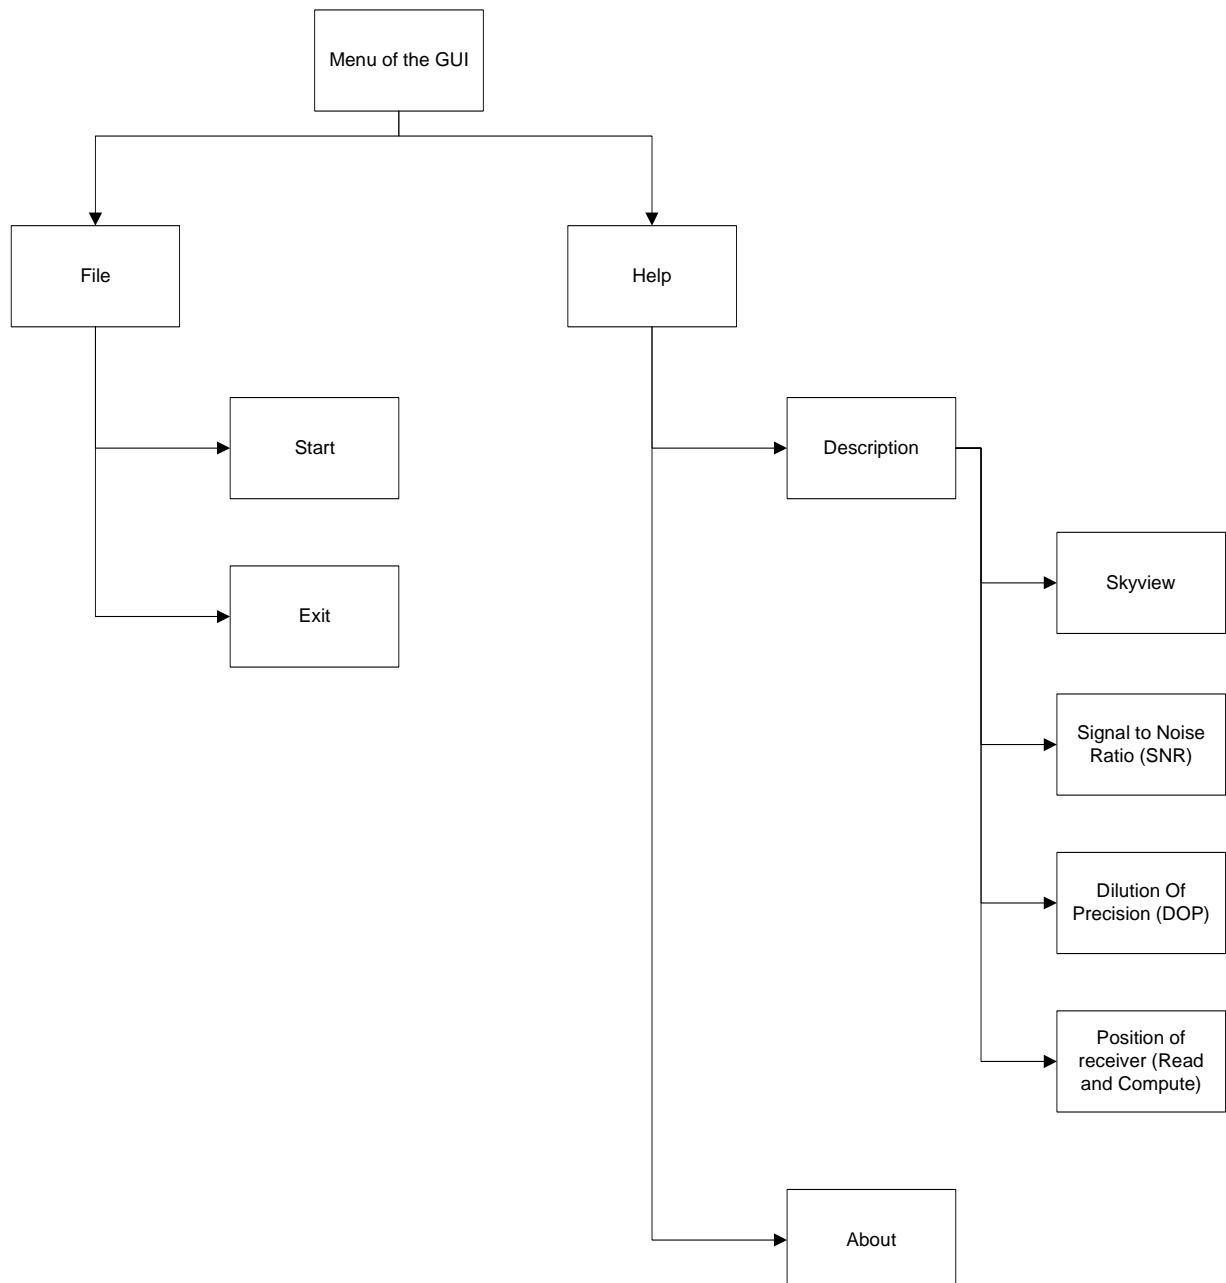 Menu of the GUI
File
Help
Start
Description
Exit
Skyview
Signal to Noise
Ratio (SNR)
Dilution Of
Precision (DOP)
Position of
receiver (Read
and Compute)
About